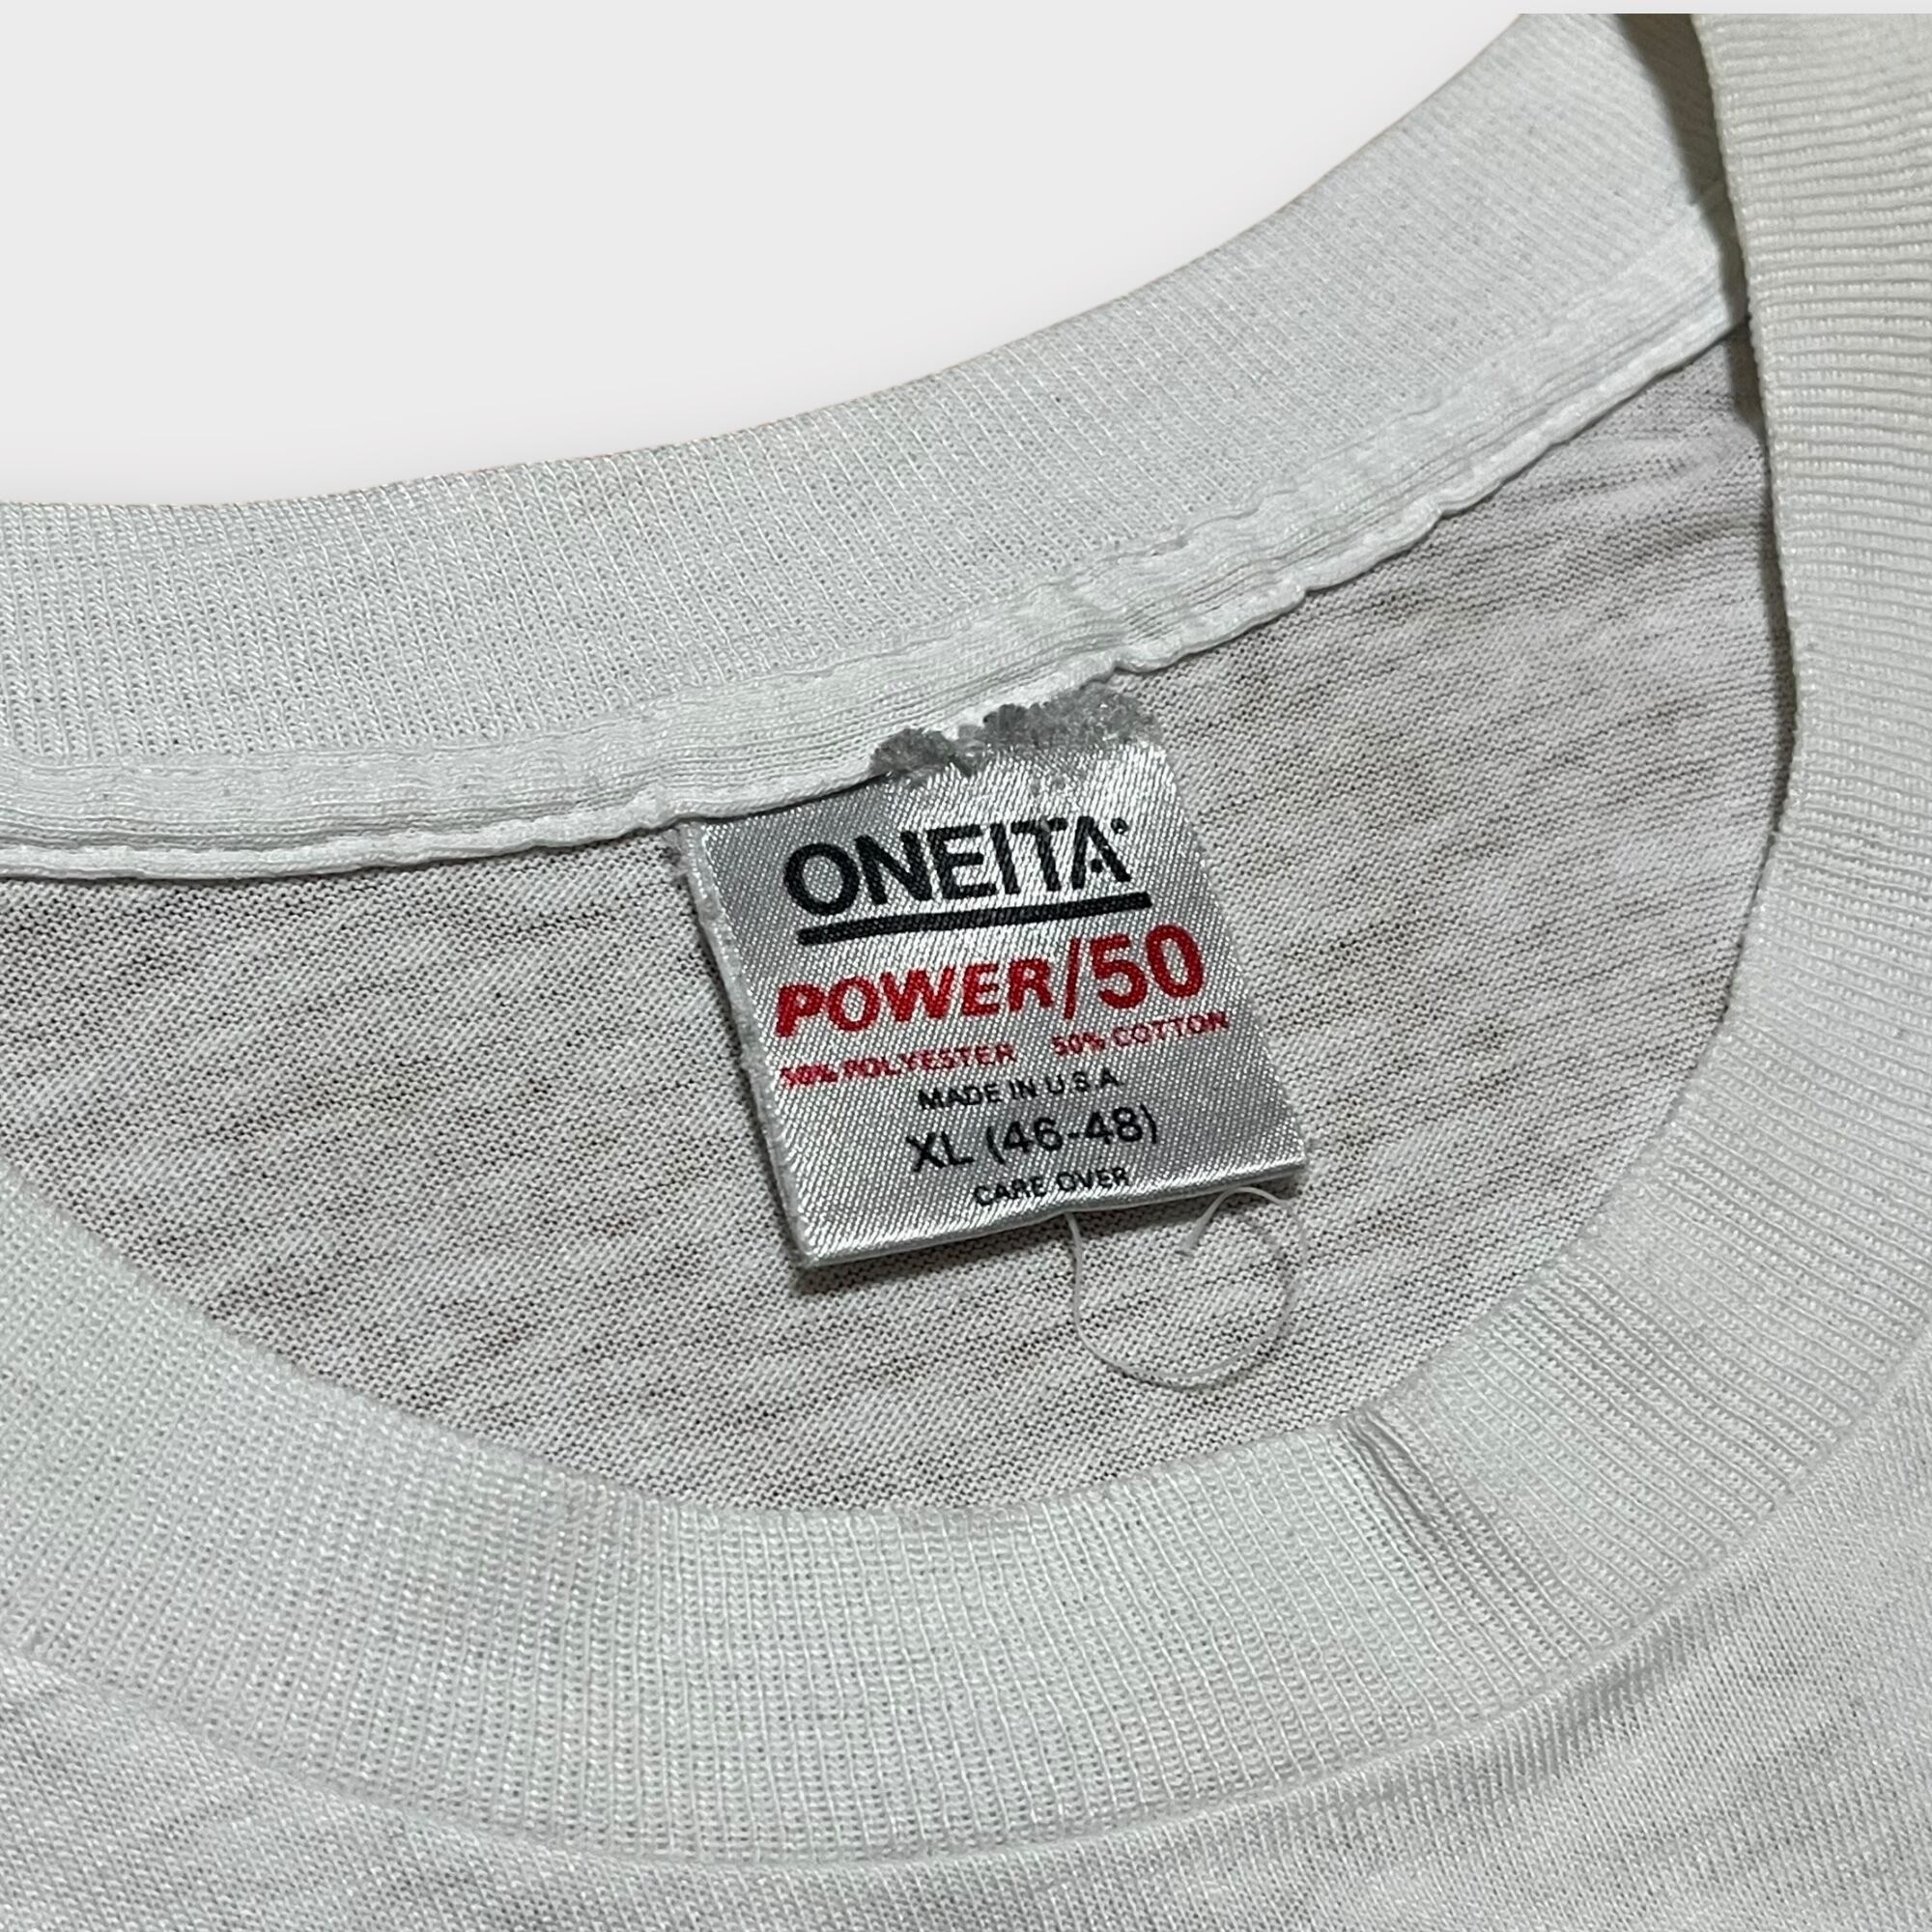 ONEITA
POWER/50
50% POLYESTER 50% COTTON
MADE IN U.S.A.
XL (46-48)
CARE OVER